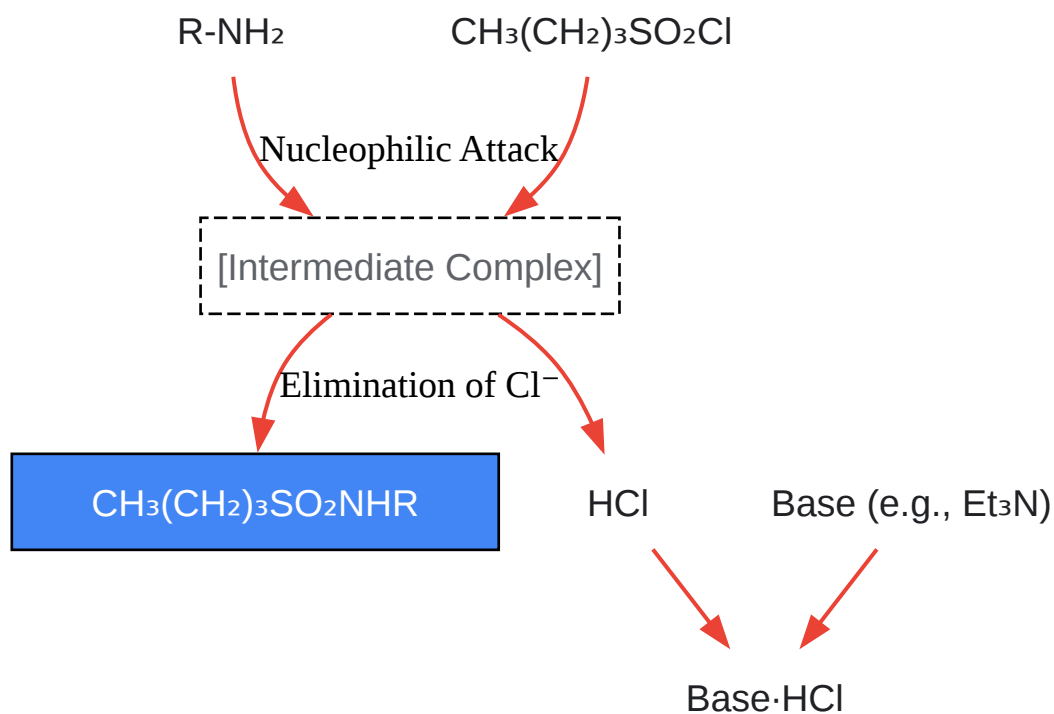 R-NH₂ CH₃(CH₂)₃SO₂Cl
Nucleophilic Attack
[Intermediate Complex]
Elimination of Cl⁻
CH₃(CH₂)₃SO₂NHR HCl Base (e.g., Et₃N)
Base·HCl